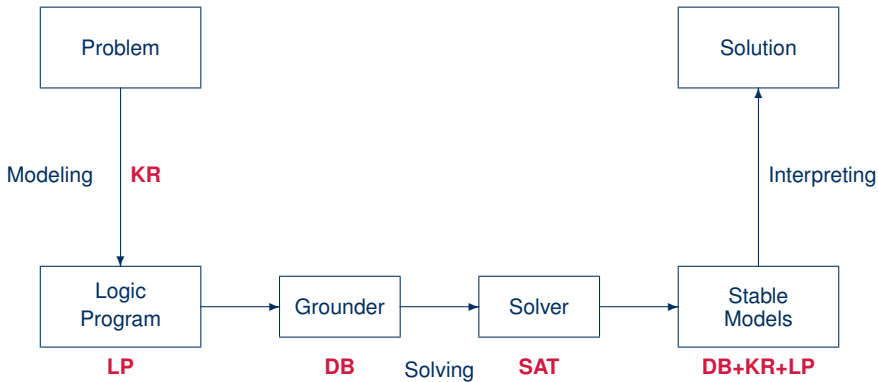 Problem
Solution
Modeling
KR
Interpreting
Logic
Program
Grounder
Solver
Stable
Models
LP
DB
Solving
SAT
DB+KR+LP